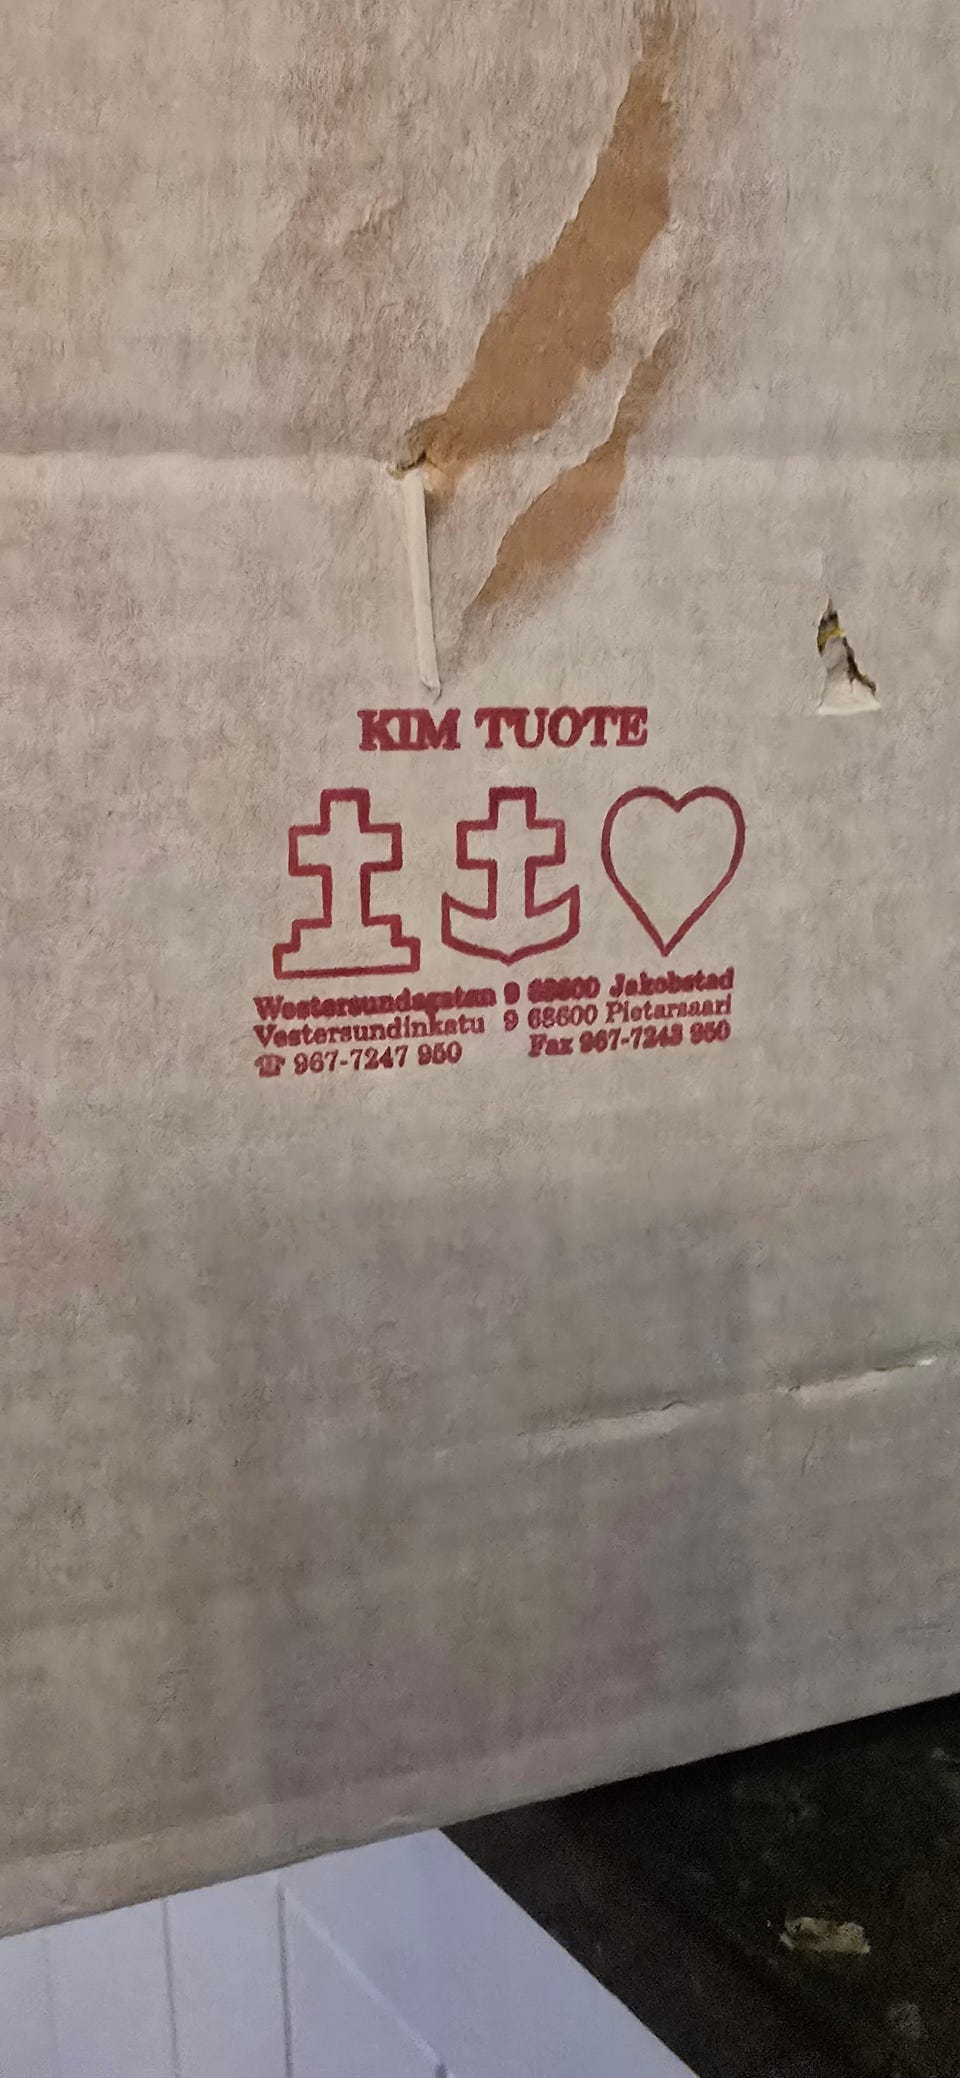 KIM TUOTE
Westersundsgatan 9 68600 Jakobstad
Vestersundinkatu 9 68600 Pietarsaari
☎ 967-7247 950 Fax 967-7243 950